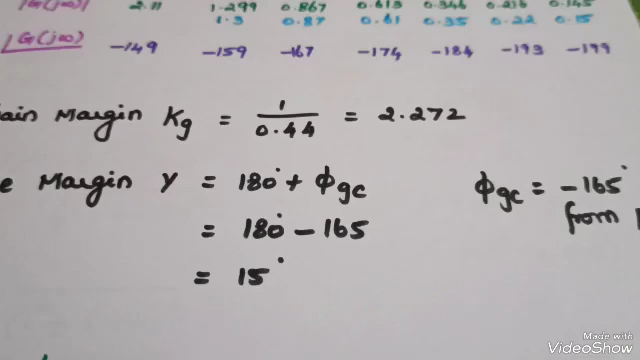 |G(jω)| 2.11 1.299 0.867 0.613 0.346 0.216 0.145
1.3 0.87 0.61 0.35 0.22 0.15
∠G(jω) -149 -159 -167 -174 -184 -193 -199
ain Margin Kg = 1/0.44 = 2.272
e Margin γ = 180° + ϕgc
= 180° - 165
= 15°
ϕgc = -165°
from
Made with
VideoShow